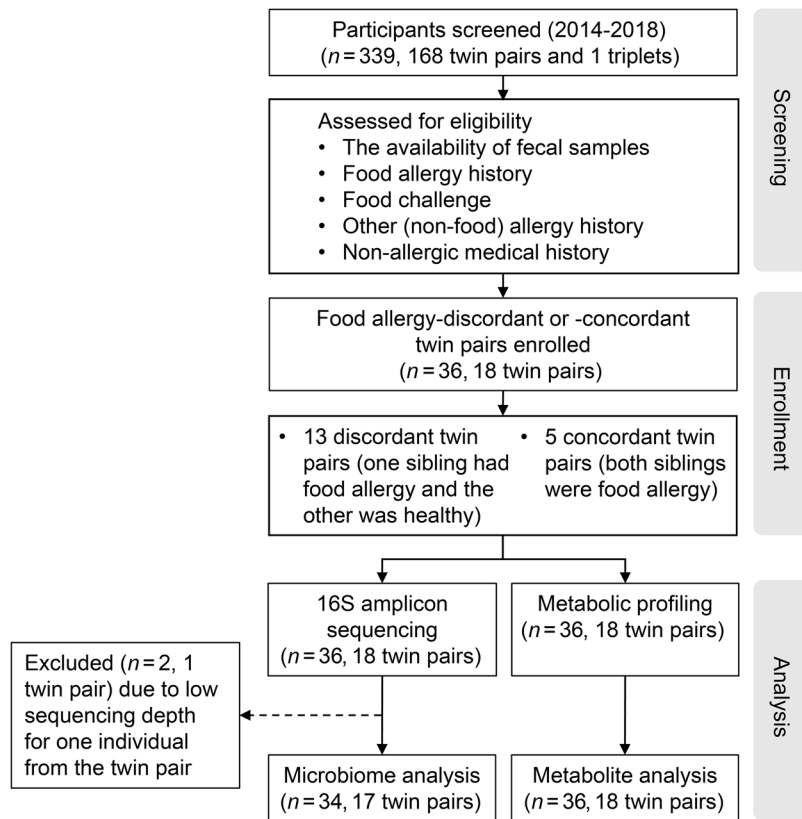 Participants screened (2014-2018)
(n = 339, 168 twin pairs and 1 triplets)
Screening
Assessed for eligibility
• The availability of fecal samples
• Food allergy history
• Food challenge
• Other (non-food) allergy history
• Non-allergic medical history
Food allergy-discordant or -concordant
twin pairs enrolled
(n = 36, 18 twin pairs)
Enrollment
• 13 discordant twin
pairs (one sibling had
food allergy and the
other was healthy)
• 5 concordant twin
pairs (both siblings
were food allergy)
16S amplicon
sequencing
(n = 36, 18 twin pairs)
Metabolic profiling
(n = 36, 18 twin pairs)
Analysis
Excluded (n = 2, 1
twin pair) due to low
sequencing depth
for one individual
from the twin pair
Microbiome analysis
(n = 34, 17 twin pairs)
Metabolite analysis
(n = 36, 18 twin pairs)